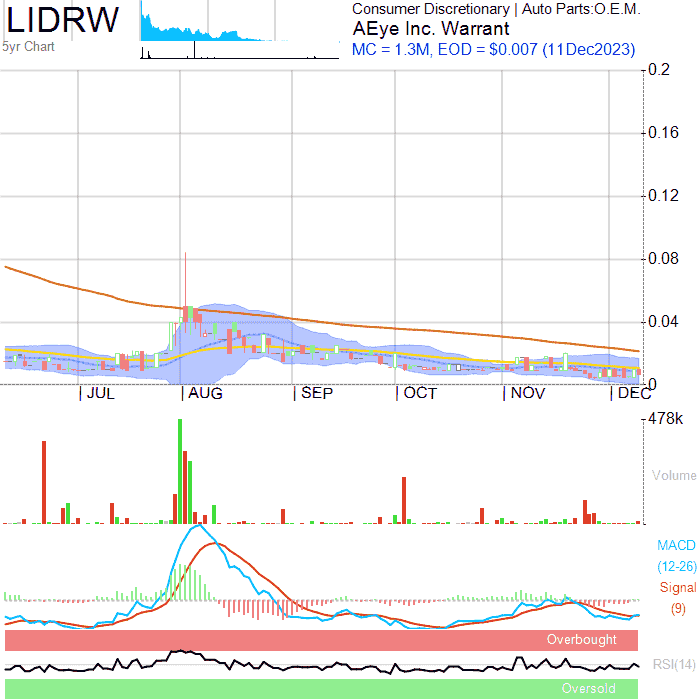 LIDRW
5yr Chart
Consumer Discretionary | Auto Parts:O.E.M.
AEye Inc. Warrant
MC = 1.3M, EOD = $0.007 (11Dec2023)
0.2
0.16
0.12
0.08
0.04
0
JUL
AUG
SEP
OCT
NOV
DEC
478k
Volume
MACD
(12-26)
Signal
(9)
Overbought
RSI(14)
Oversold